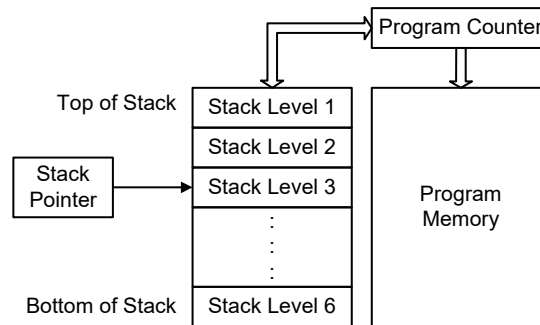 Program Counter
Top of Stack
Stack Level 1
Stack Level 2
Stack
Pointer
Stack Level 3
Program
Memory
:
:
:
Bottom of Stack
Stack Level 6